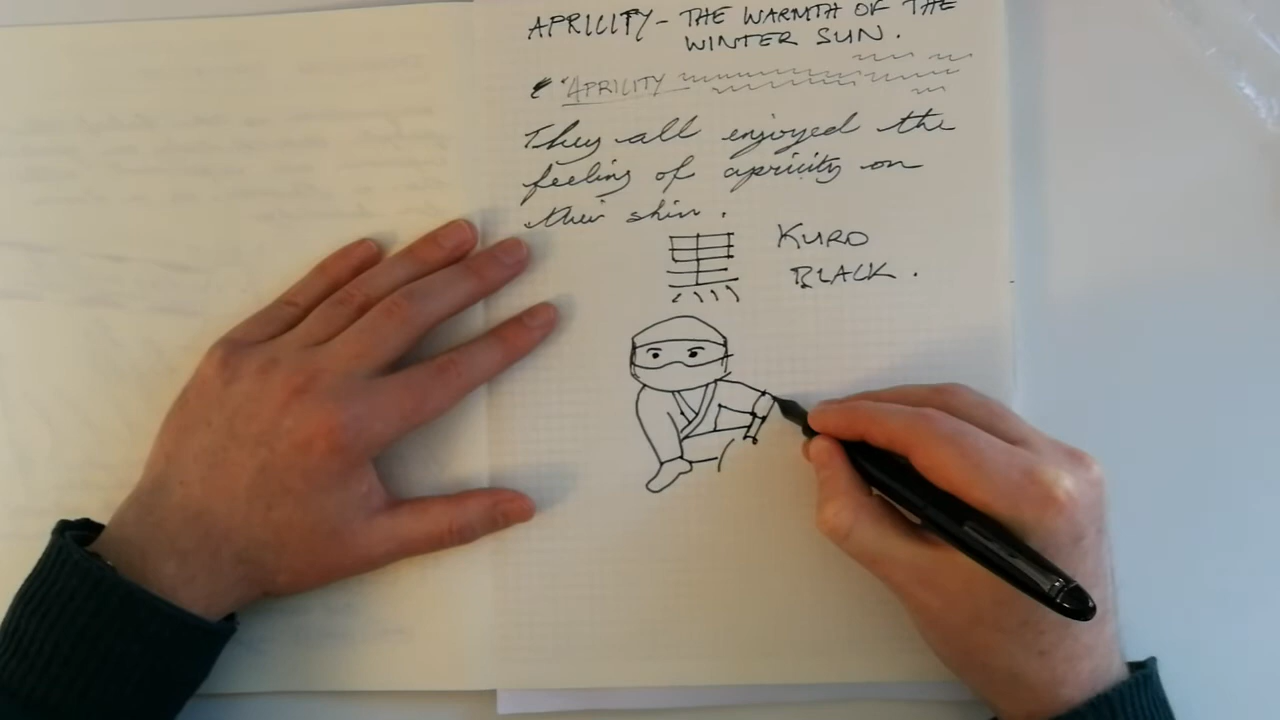 APRICITY - THE WARMTH OF THE
WINTER SUN.
"APRICITY
They all enjoyed the
feeling of apricity on
their skin.
黒 KURO
BLACK.